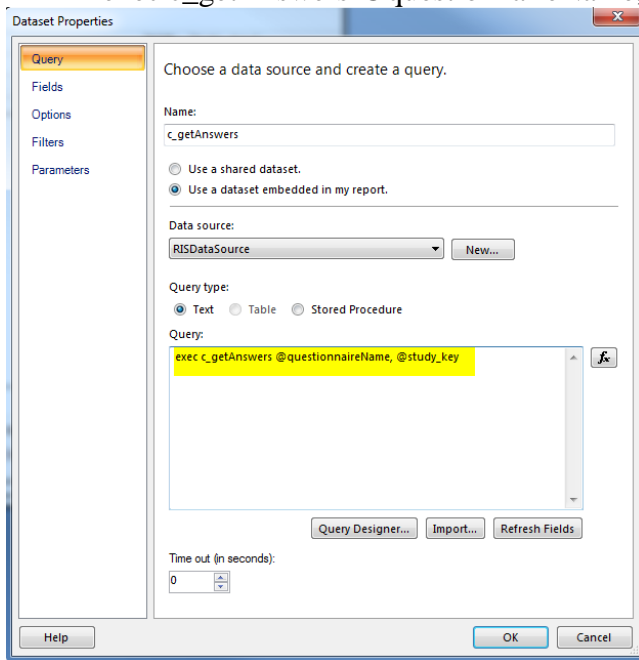 Dataset Properties
Query
Fields
Options
Filters
Parameters
Choose a data source and create a query.
Name:
c_getAnswers
Use a shared dataset.
Use a dataset embedded in my report.
Data source:
RISDataSource
New...
Query type:
Text Table Stored Procedure
Query:
exec c_getAnswers @questionnaireName, @study_key
fx
Query Designer... Import... Refresh Fields
Time out (in seconds):
0
Help OK Cancel